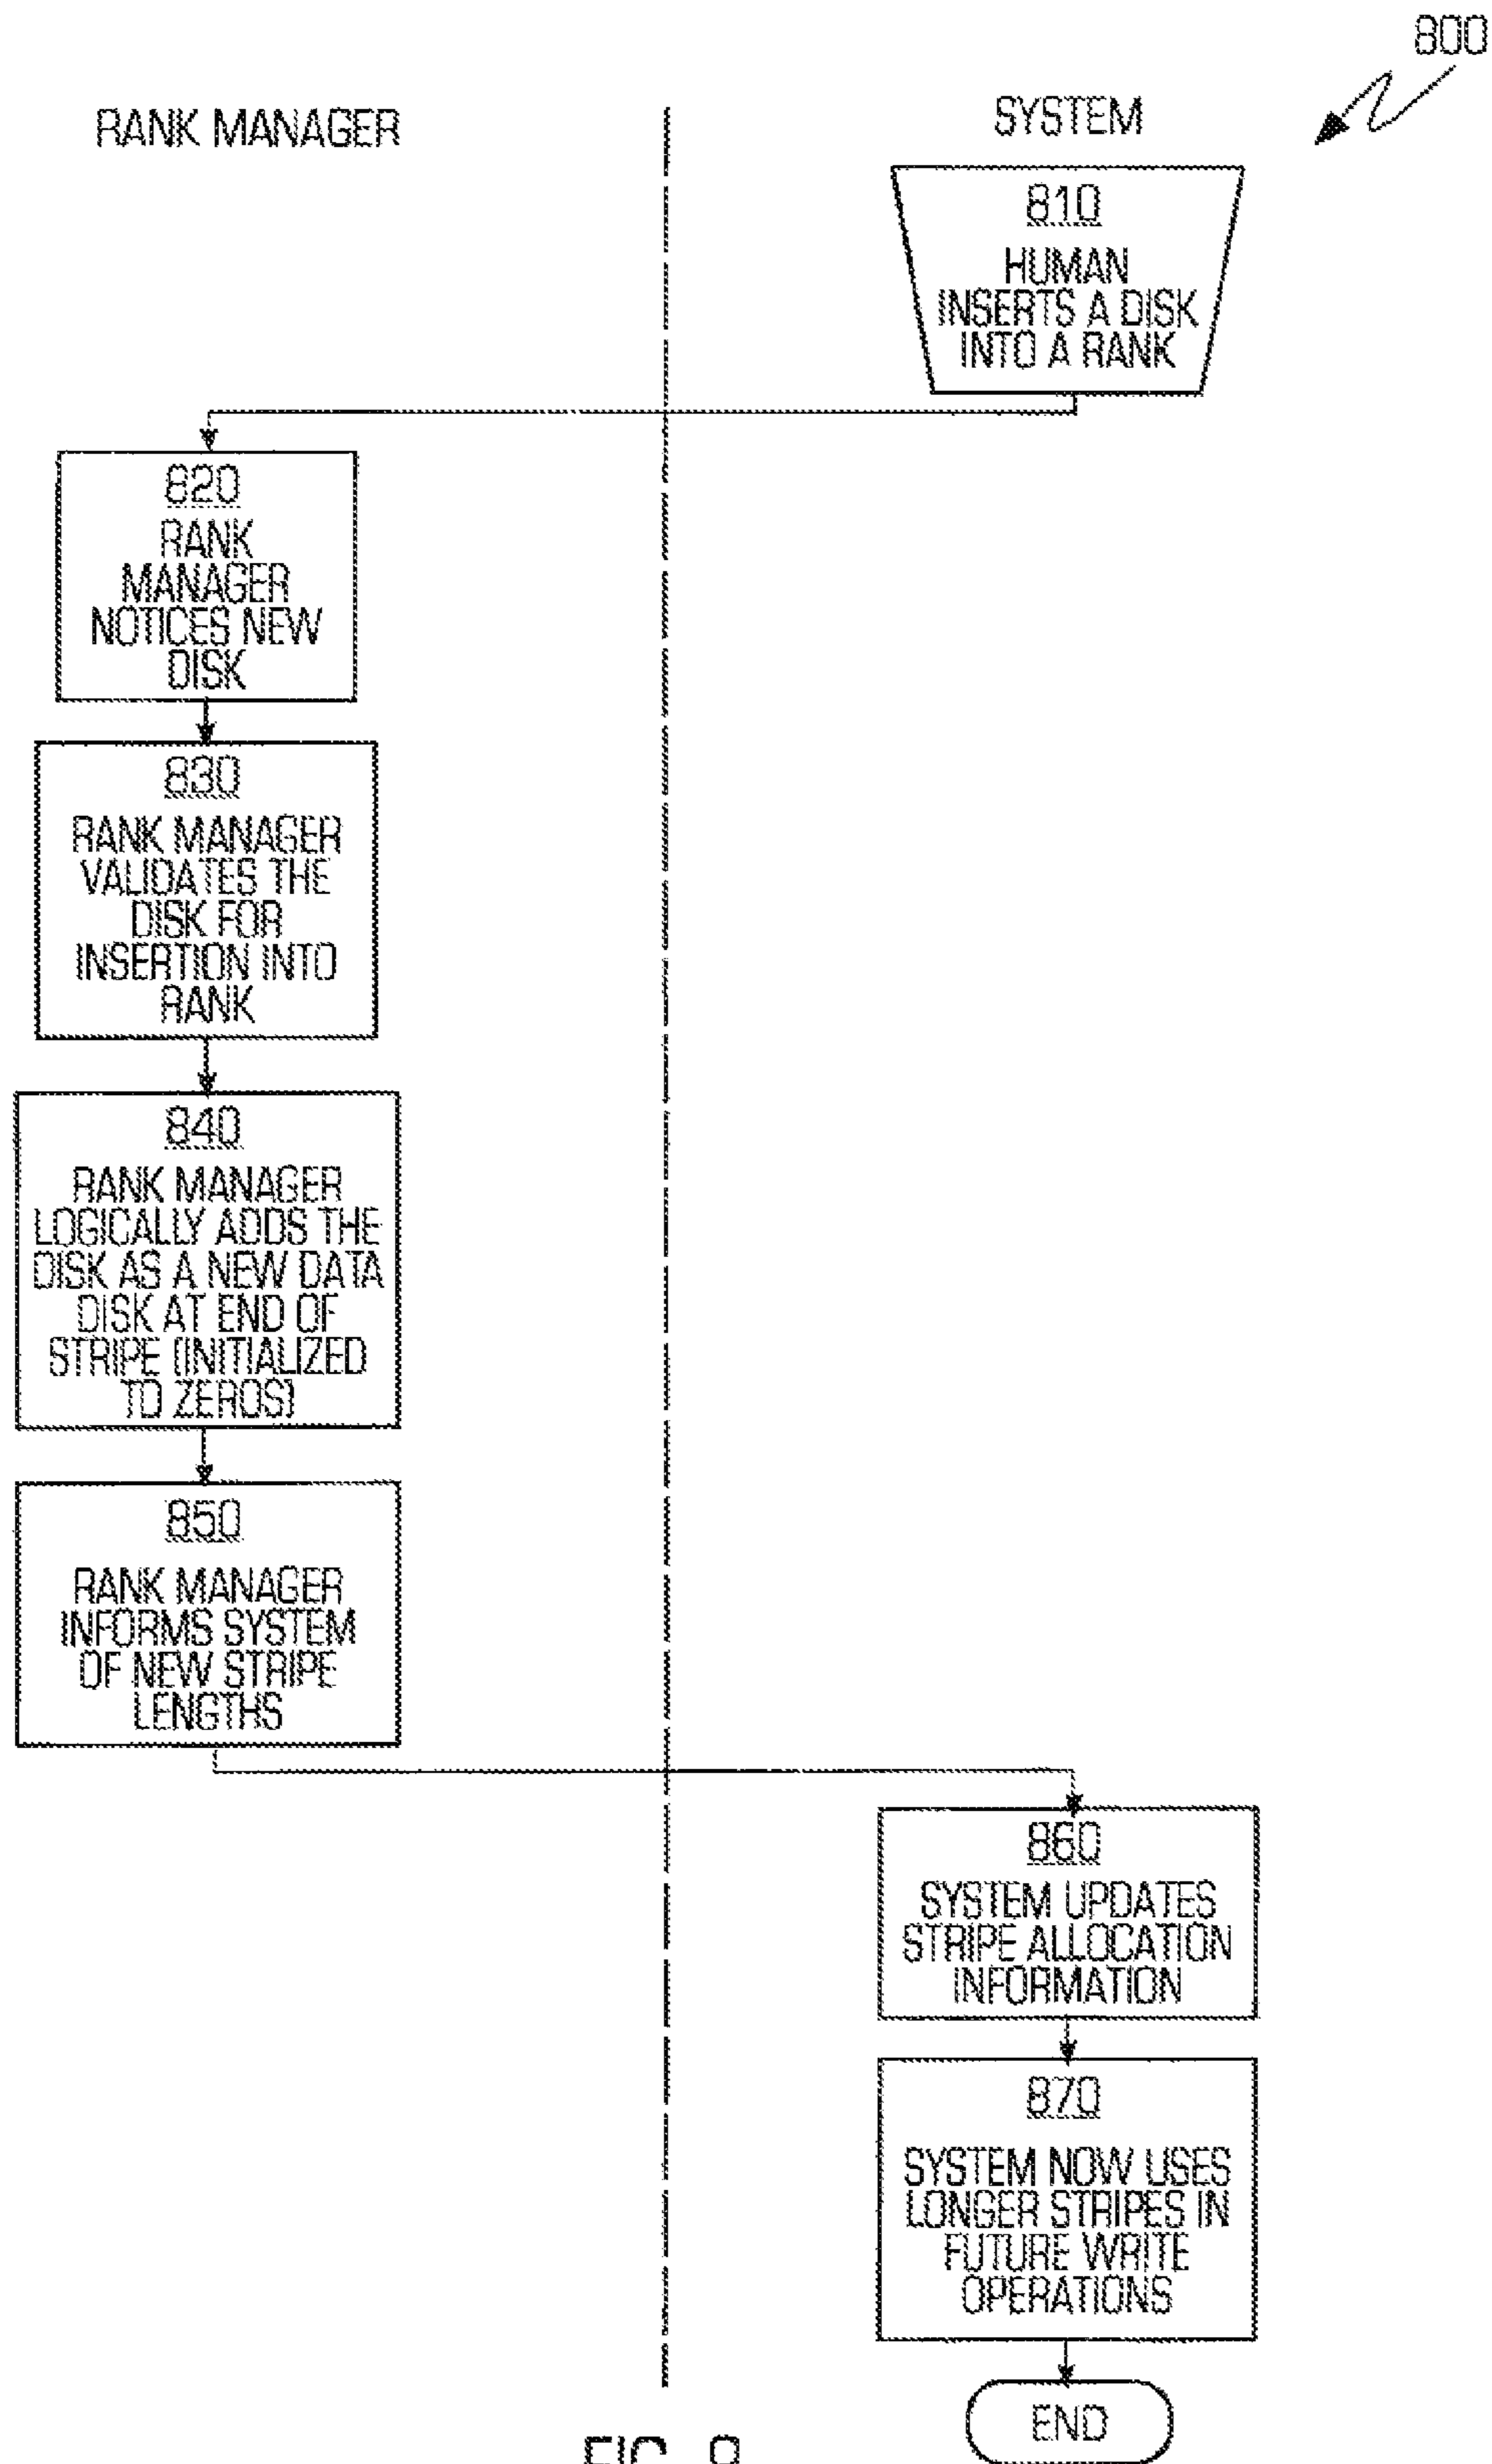 800
RANK MANAGER
SYSTEM
810
HUMAN
INSERTS A DISK
INTO A RANK
820
RANK
MANAGER
NOTICES NEW
DISK
830
RANK MANAGER
VALIDATES THE
DISK FOR
INSERTION INTO
RANK
840
RANK MANAGER
LOGICALLY ADDS THE
DISK AS A NEW DATA
DISK AT END OF
STRIPE (INITIALIZED
TO ZEROS)
850
RANK MANAGER
INFORMS SYSTEM
OF NEW STRIPE
LENGTHS
860
SYSTEM UPDATES
STRIPE ALLOCATION
INFORMATION
870
SYSTEM NOW USES
LONGER STRIPES IN
FUTURE WRITE
OPERATIONS
END
FIG.